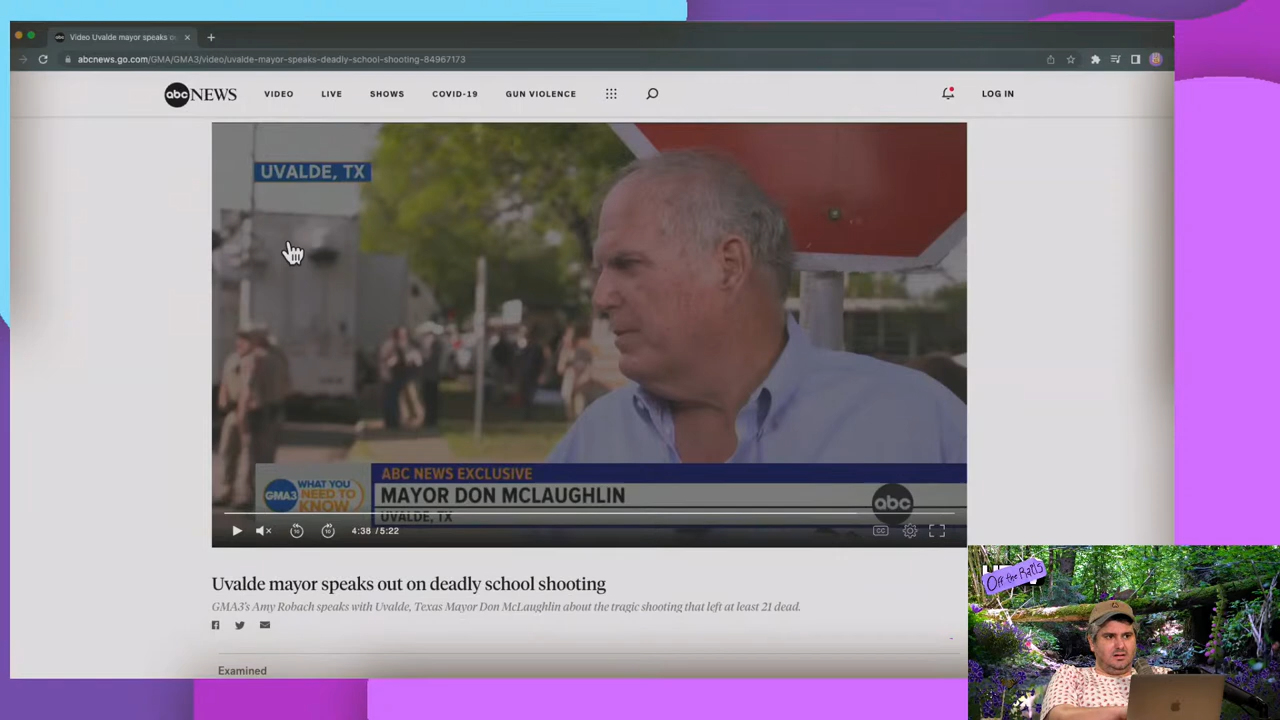 Video Uvalde mayor speaks o
abcnews.go.com/GMA/GMA3/video/uvalde-mayor-speaks-deadly-school-shooting-84967173
abc NEWS
VIDEO
LIVE
SHOWS
COVID-19
GUN VIOLENCE
LOG IN
UVALDE, TX
ABC NEWS EXCLUSIVE
GMA3 WHAT YOU
NEED TO
KNOW
MAYOR DON MCLAUGHLIN
UVALDE, TX
abc
10
10
4:38 / 5:22
CC
Uvalde mayor speaks out on deadly school shooting
GMA3's Amy Robach speaks with Uvalde, Texas Mayor Don McLaughlin about the tragic shooting that left at least 21 dead.
Off the Rails
Examined